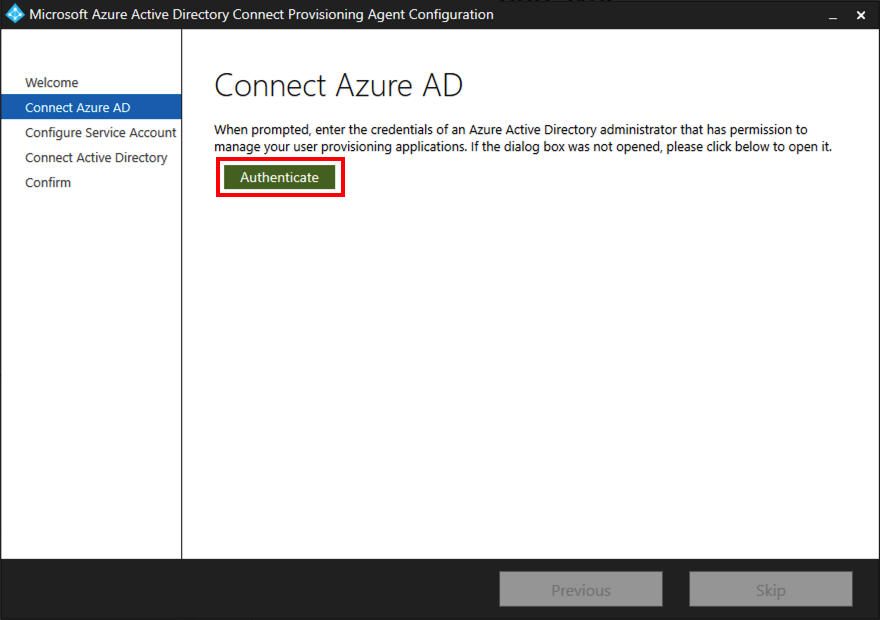 Microsoft Azure Active Directory Connect Provisioning Agent Configuration
Welcome
Connect Azure AD
Configure Service Account
Connect Active Directory
Confirm
Connect Azure AD
When prompted, enter the credentials of an Azure Active Directory administrator that has permission to
manage your user provisioning applications. If the dialog box was not opened, please click below to open it.
Authenticate
Previous
Skip